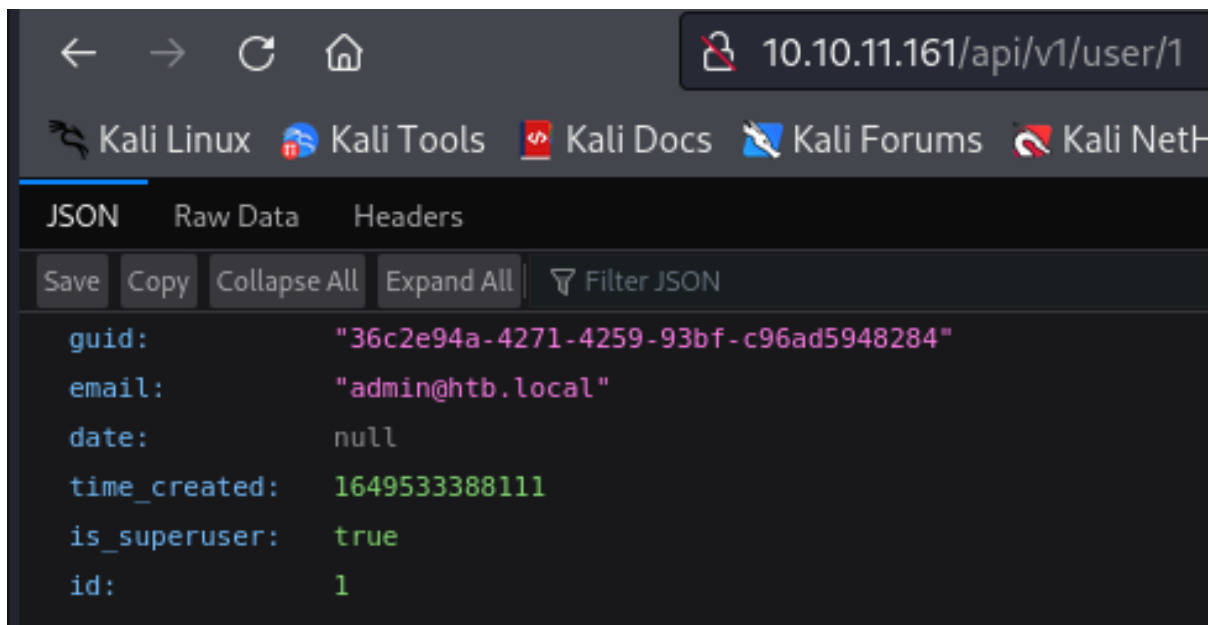 10.10.11.161/api/v1/user/1
Kali Linux Kali Tools Kali Docs Kali Forums Kali NetH
JSON Raw Data Headers
Save Copy Collapse All Expand All Filter JSON
guid: "36c2e94a-4271-4259-93bf-c96ad5948284"
email: "admin@htb.local"
date: null
time_created: 1649533388111
is_superuser: true
id: 1